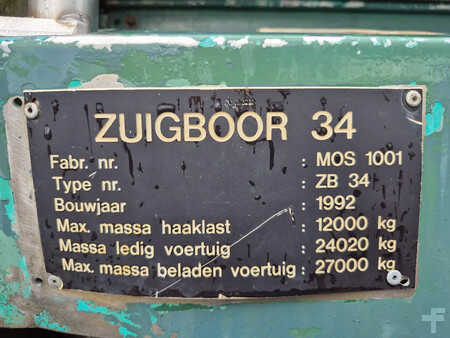 ZUIGBOOR 34
Fabr. nr. : MOS 1001
Type nr. : ZB 34
Bouwjaar : 1992
Max. massa haaklast : 12000 kg
Massa ledig voertuig : 24020 kg
Max. massa beladen voertuig : 27000 kg